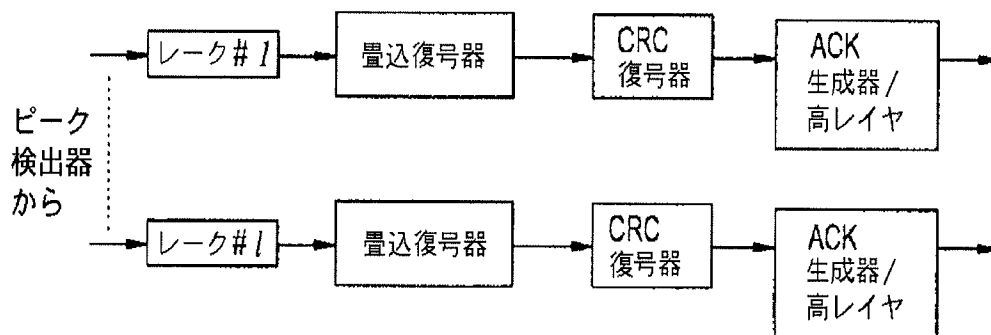 レーク#1
畳込復号器
CRC
復号器
ACK
生成器/
高レイヤ
ピーク
検出器
から
レーク#l
畳込復号器
CRC
復号器
ACK
生成器/
高レイヤ